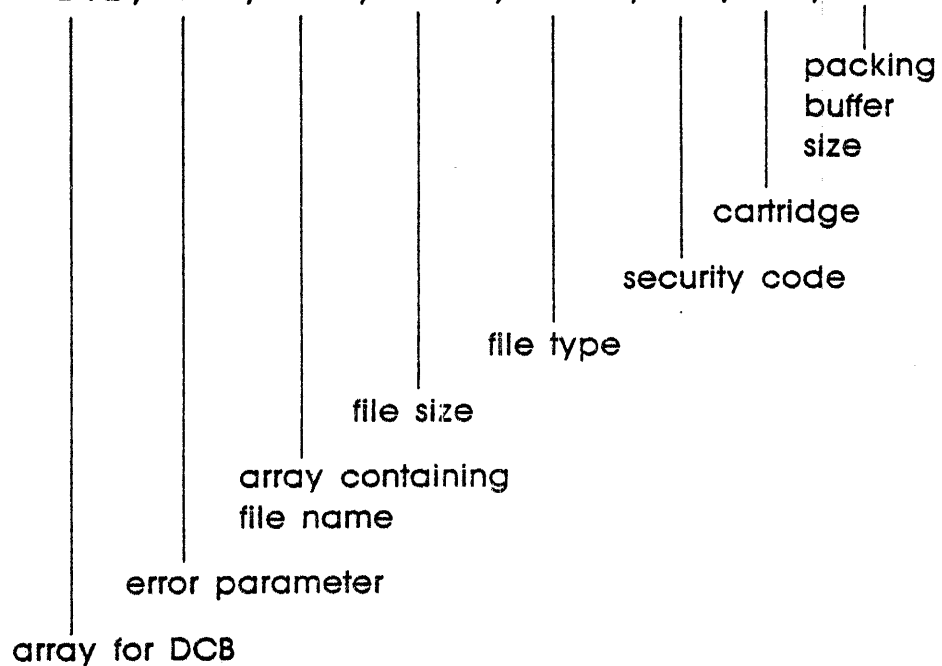 packing
buffer
size
cartridge
security code
file type
file size
array containing
file name
error parameter
array for DCB